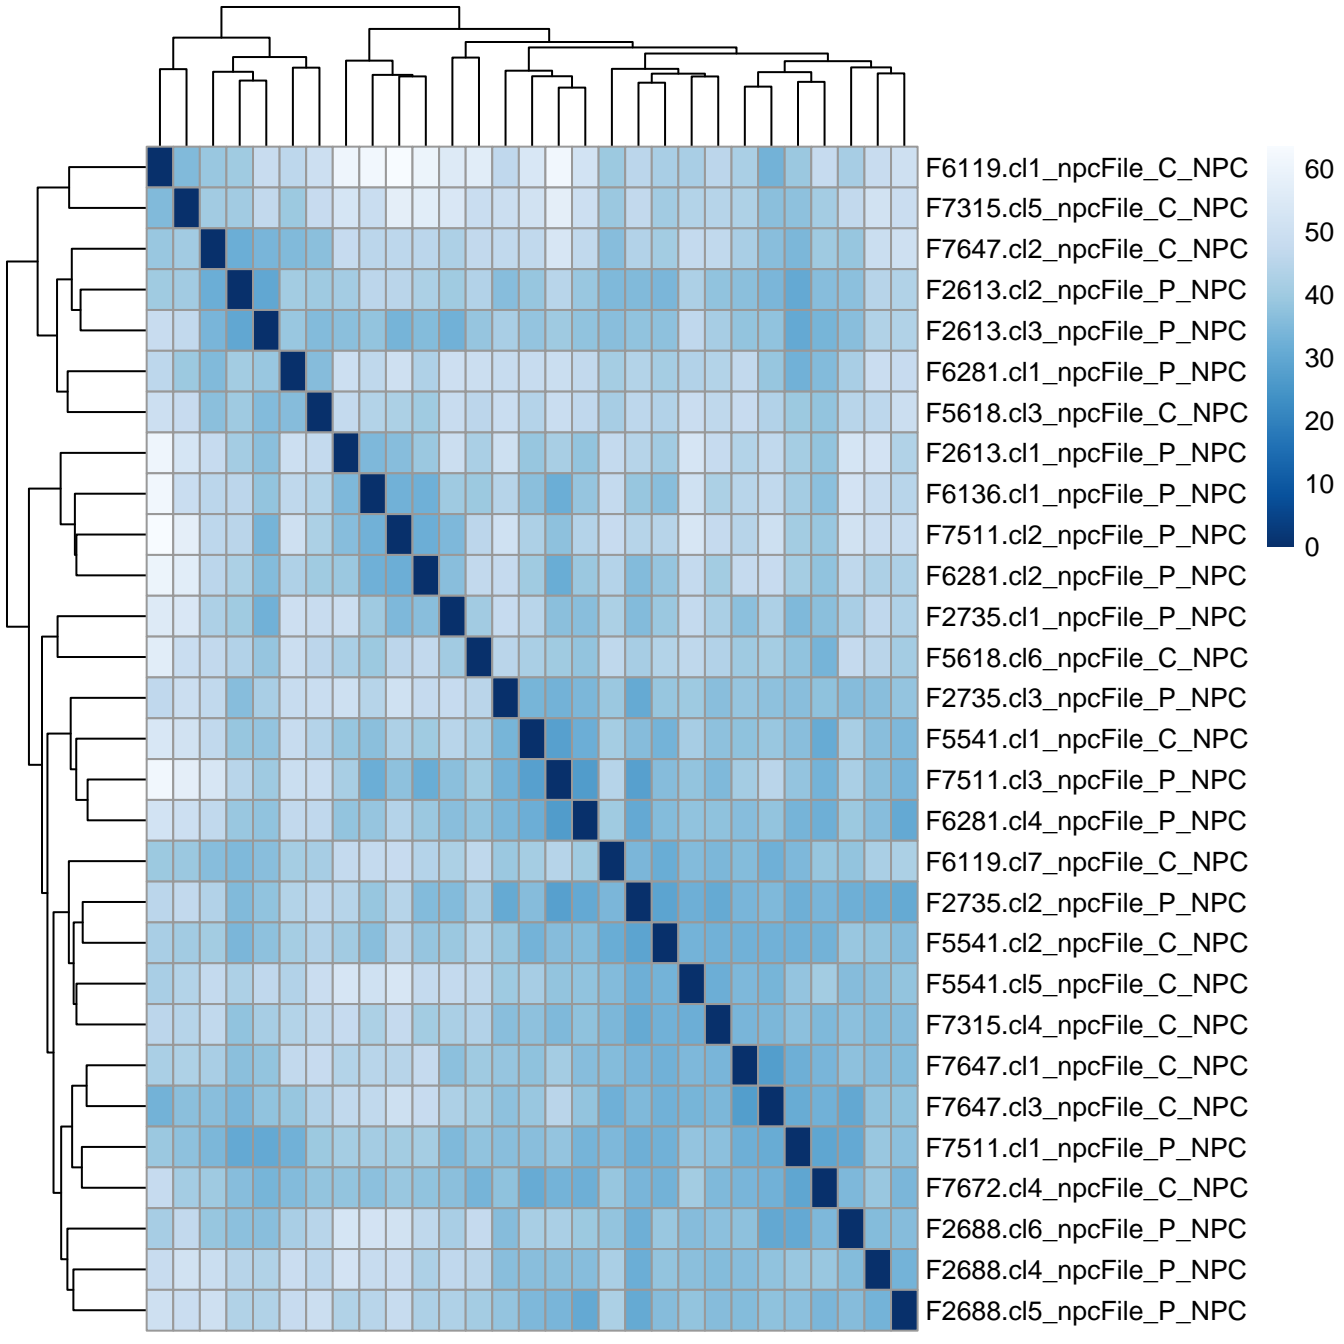 F6119.cl1_npcFile_C_NPC
F7315.cl5_npcFile_C_NPC
F7647.cl2_npcFile_C_NPC
F2613.cl2_npcFile_P_NPC
F2613.cl3_npcFile_P_NPC
F6281.cl1_npcFile_P_NPC
F5618.cl3_npcFile_C_NPC
F2613.cl1_npcFile_P_NPC
F6136.cl1_npcFile_P_NPC
F7511.cl2_npcFile_P_NPC
F6281.cl2_npcFile_P_NPC
F2735.cl1_npcFile_P_NPC
F5618.cl6_npcFile_C_NPC
F2735.cl3_npcFile_P_NPC
F5541.cl1_npcFile_C_NPC
F7511.cl3_npcFile_P_NPC
F6281.cl4_npcFile_P_NPC
F6119.cl7_npcFile_C_NPC
F2735.cl2_npcFile_P_NPC
F5541.cl2_npcFile_C_NPC
F5541.cl5_npcFile_C_NPC
F7315.cl4_npcFile_C_NPC
F7647.cl1_npcFile_C_NPC
F7647.cl3_npcFile_C_NPC
F7511.cl1_npcFile_P_NPC
F7672.cl4_npcFile_C_NPC
F2688.cl6_npcFile_P_NPC
F2688.cl4_npcFile_P_NPC
F2688.cl5_npcFile_P_NPC
60
50
40
30
20
10
0